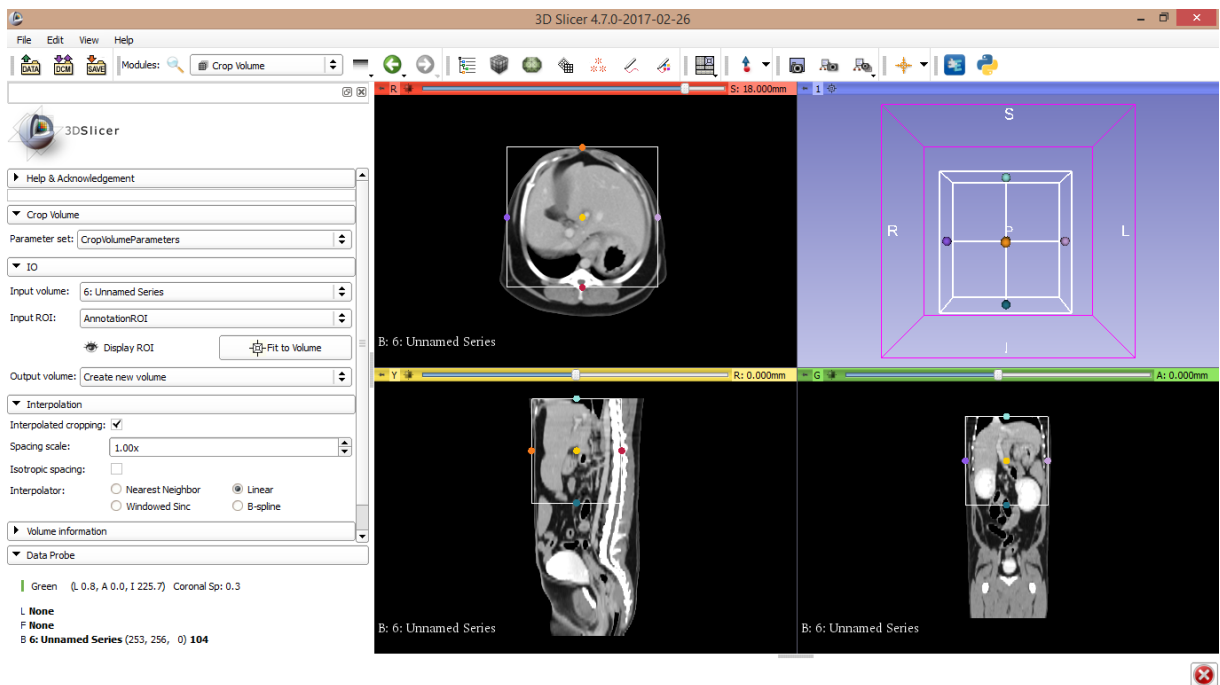 3D Slicer 4.7.0-2017-02-26
File Edit View Help
DATA DCM SAVE Modules: Crop Volume
R S: 18.000mm 1
3DSlicer
Help & Acknowledgement
Crop Volume
Parameter set: CropVolumeParameters
IO
Input volume: 6: Unnamed Series
Input ROI: AnnotationROI
Display ROI Fit to Volume
Output volume: Create new volume
Interpolation
Interpolated cropping:
Spacing scale: 1.00x
Isotropic spacing:
Interpolator: Nearest Neighbor Linear
Windowed Sinc B-spline
Volume information
Data Probe
Green (L 0.8, A 0.0, I 225.7) Coronal Sp: 0.3
L None
F None
B 6: Unnamed Series (253, 256, 0) 104
B: 6: Unnamed Series
S
R P L
I
Y R: 0.000mm G A: 0.000mm
B: 6: Unnamed Series
B: 6: Unnamed Series